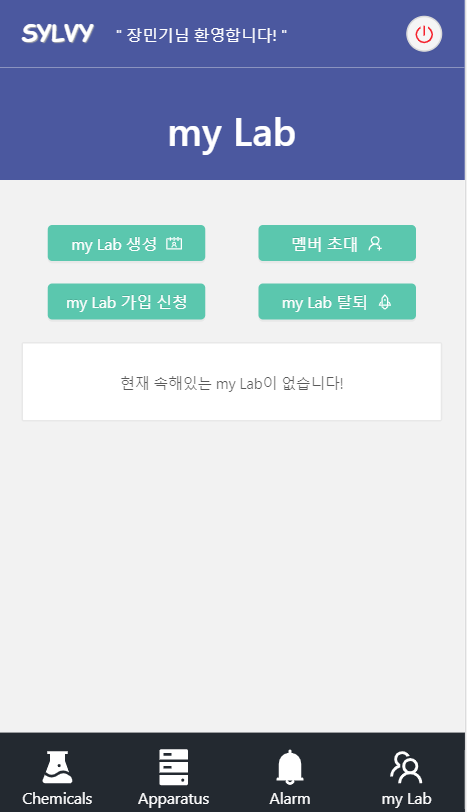 SYLVY
" 장민기님 환영합니다! "
my Lab
my Lab 생성
멤버 초대
my Lab 가입 신청
my Lab 탈퇴
현재 속해있는 my Lab이 없습니다!
Chemicals
Apparatus
Alarm
my Lab